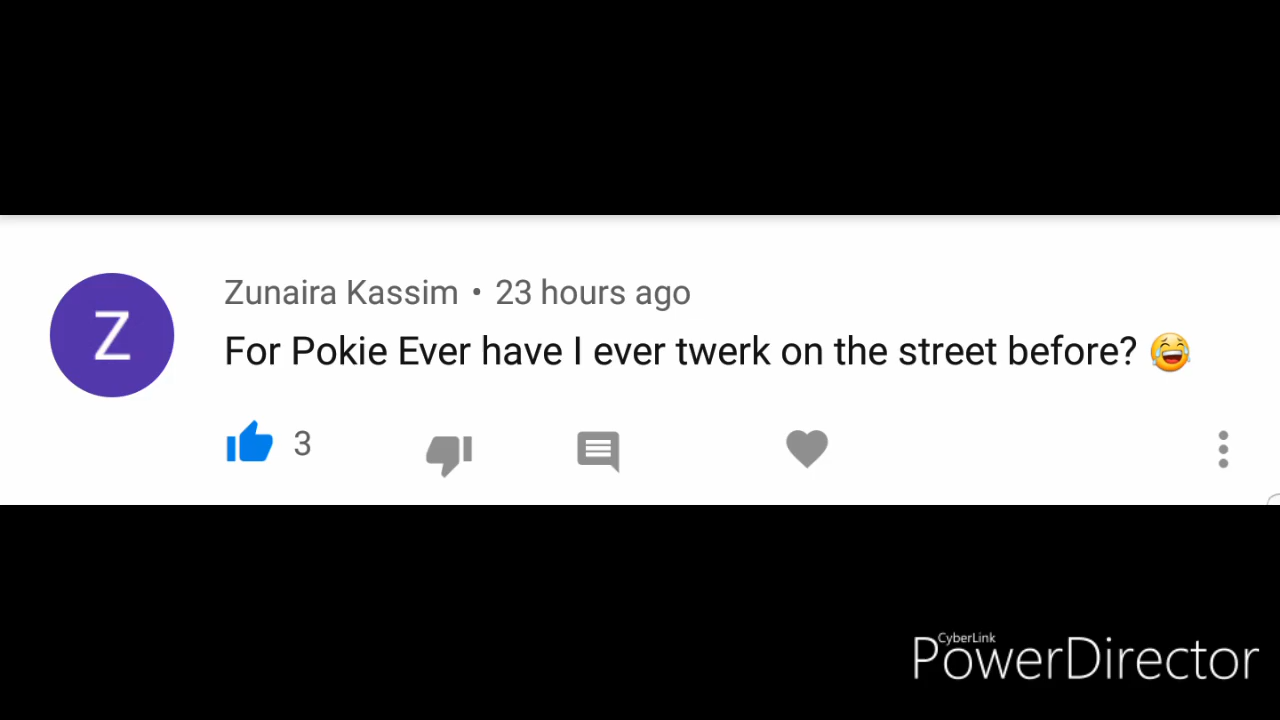 Z
Zunaira Kassim • 23 hours ago
For Pokie Ever have I ever twerk on the street before? 😂
3
CyberLink
PowerDirector